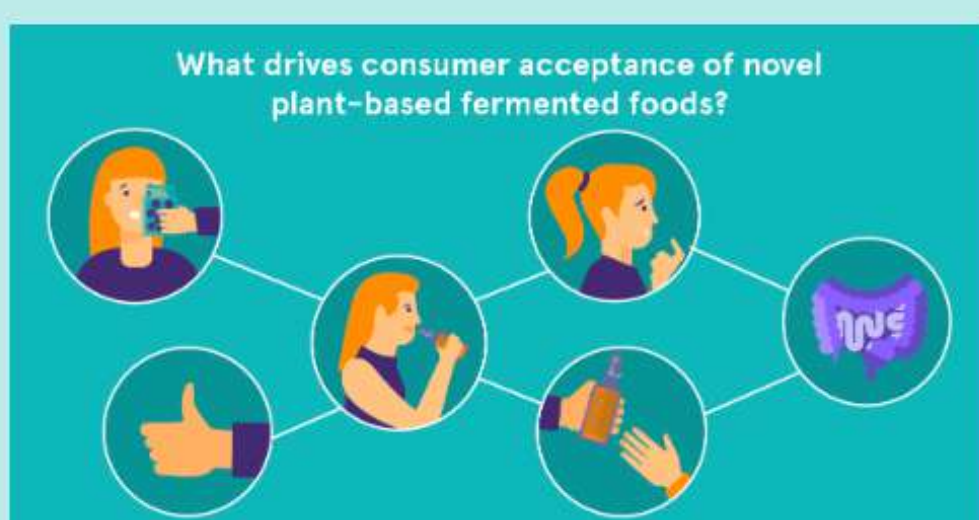 What drives consumer acceptance of novel
plant-based fermented foods?